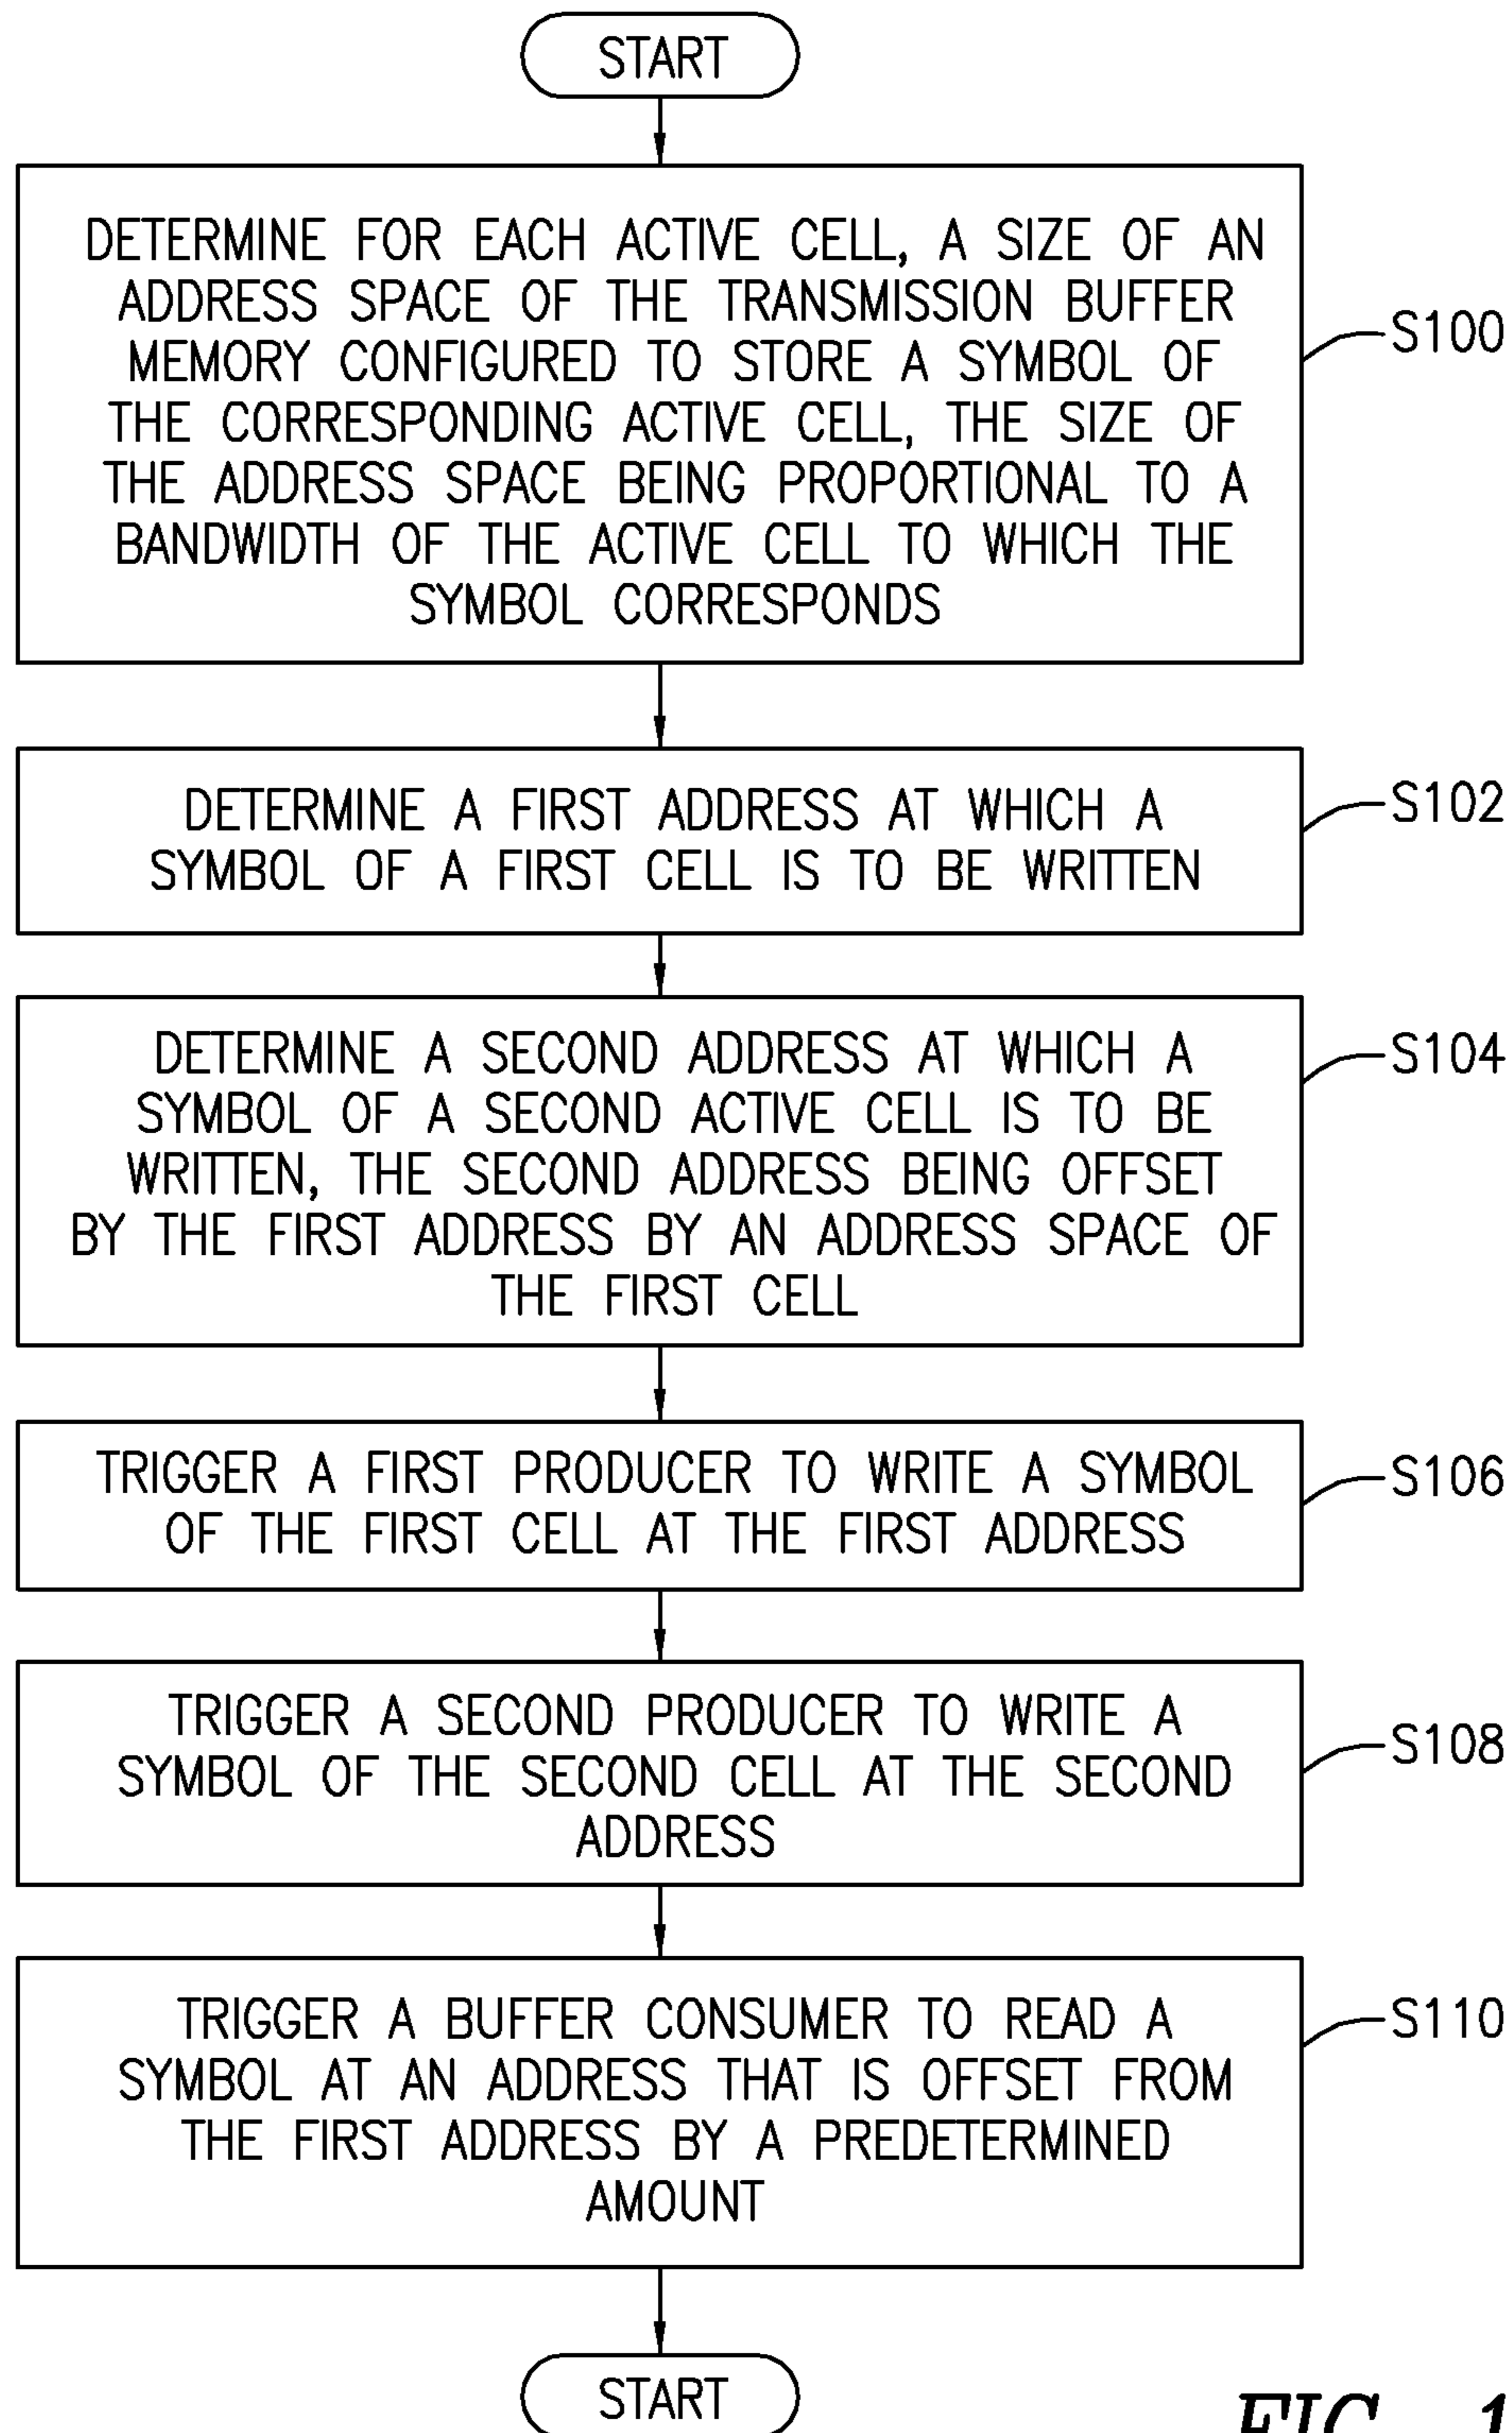 START
DETERMINE FOR EACH ACTIVE CELL, A SIZE OF AN
ADDRESS SPACE OF THE TRANSMISSION BUFFER
MEMORY CONFIGURED TO STORE A SYMBOL OF
THE CORRESPONDING ACTIVE CELL, THE SIZE OF
THE ADDRESS SPACE BEING PROPORTIONAL TO A
BANDWIDTH OF THE ACTIVE CELL TO WHICH THE
SYMBOL CORRESPONDS
S100
DETERMINE A FIRST ADDRESS AT WHICH A
SYMBOL OF A FIRST CELL IS TO BE WRITTEN
S102
DETERMINE A SECOND ADDRESS AT WHICH A
SYMBOL OF A SECOND ACTIVE CELL IS TO BE
WRITTEN, THE SECOND ADDRESS BEING OFFSET
BY THE FIRST ADDRESS BY AN ADDRESS SPACE OF
THE FIRST CELL
S104
TRIGGER A FIRST PRODUCER TO WRITE A SYMBOL
OF THE FIRST CELL AT THE FIRST ADDRESS
S106
TRIGGER A SECOND PRODUCER TO WRITE A
SYMBOL OF THE SECOND CELL AT THE SECOND
ADDRESS
S108
TRIGGER A BUFFER CONSUMER TO READ A
SYMBOL AT AN ADDRESS THAT IS OFFSET FROM
THE FIRST ADDRESS BY A PREDETERMINED
AMOUNT
S110
START
FIG. 1